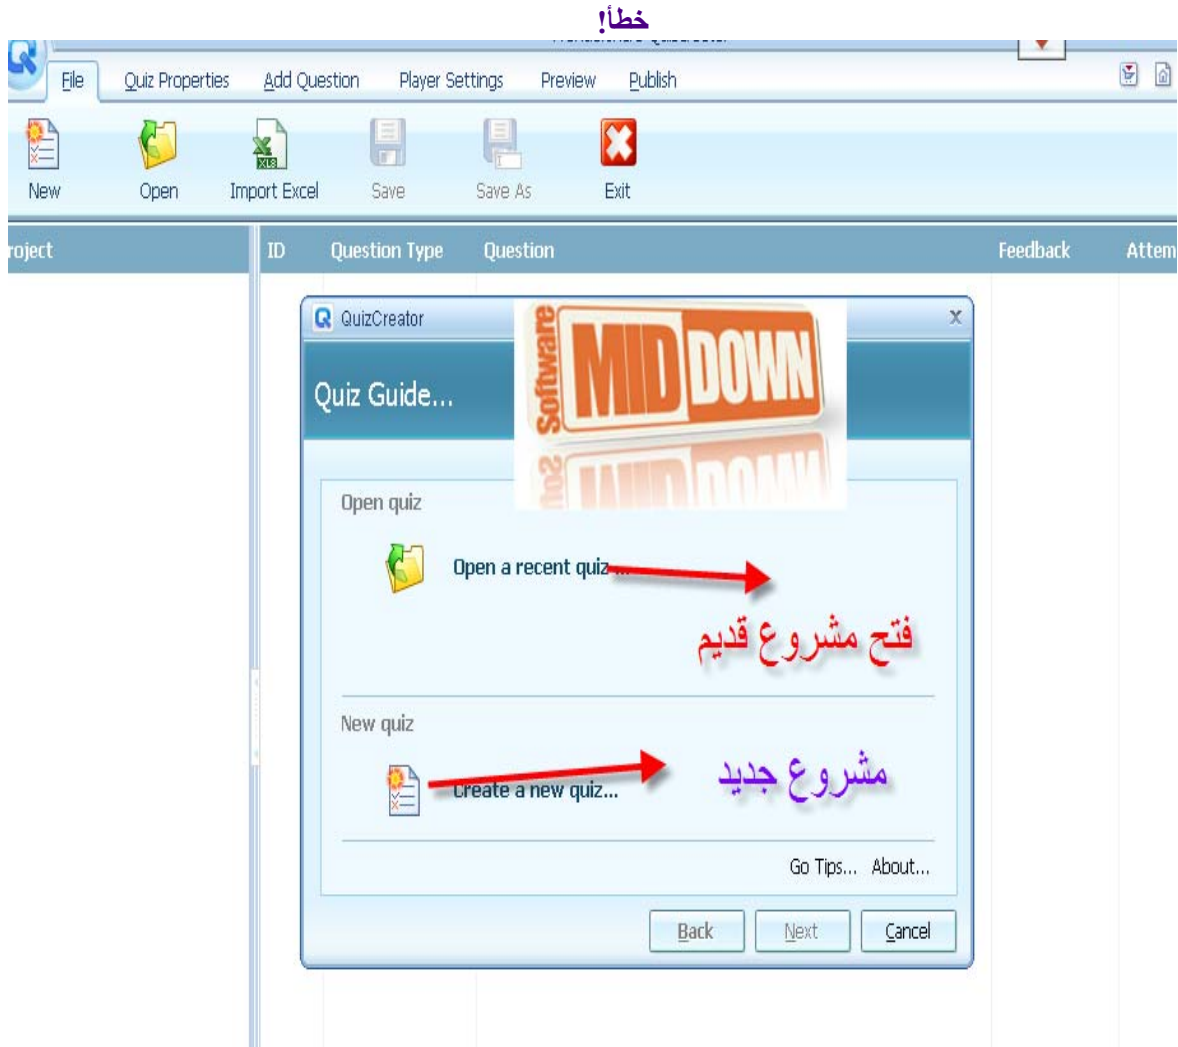 خطأ!
File Quiz Properties Add Question Player Settings Preview Publish
New Open Import Excel Save Save As Exit
XLS
roject ID Question Type Question Feedback Attem
QuizCreator
Software MID DOWN
Quiz Guide...
Open quiz
Open a recent quiz ...
فتح مشروع قديم
New quiz
مشروع جديد
Create a new quiz...
Go Tips... About...
Back Next Cancel